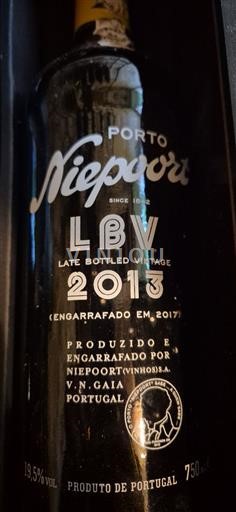 PORTO
Niepoort
SINCE 1842
LBV
LATE BOTTLED VINTAGE
2013
(ENGARRAFADO EM 2017)
PRODUZIDO E
ENGARRAFADO POR
NIEPOORT (VINHOS) S.A.
V.N. GAIA
PORTUGAL
19,5% VOL
750
PRODUTO DE PORTUGAL